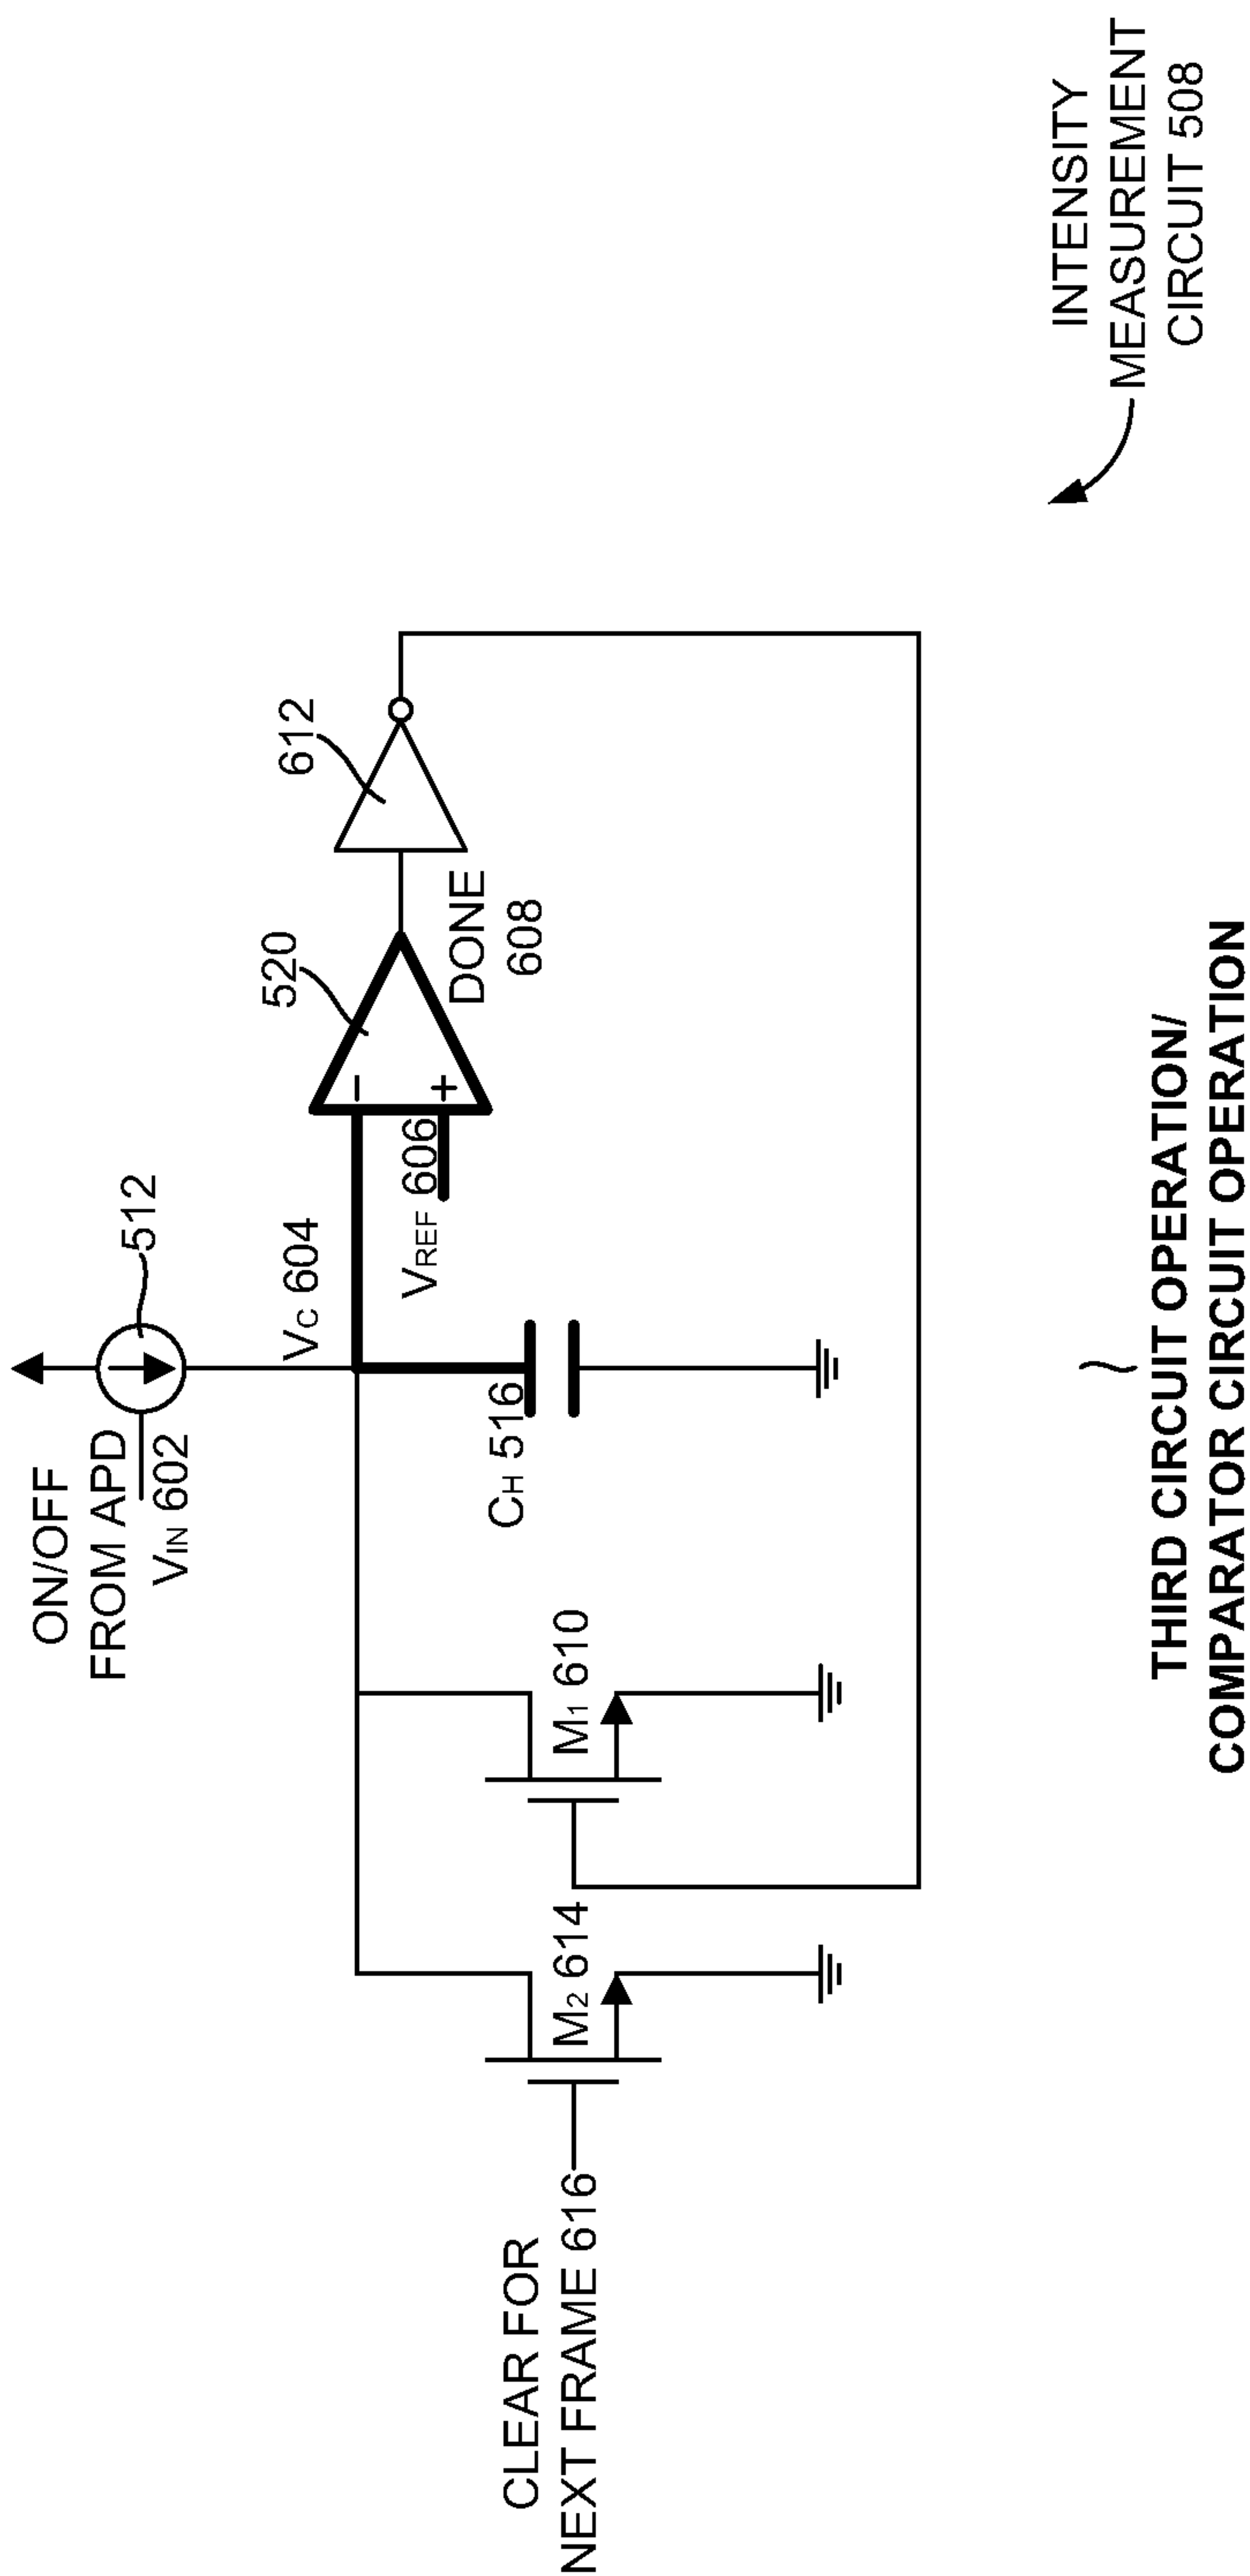 ON/OFF
FROM APD
VIN 602
512
VC 604
520
612
VREF 606
DONE
608
CH 516
M1 610
M2 614
CLEAR FOR
NEXT FRAME 616
−
+
INTENSITY
MEASUREMENT
CIRCUIT 508
THIRD CIRCUIT OPERATION/
COMPARATOR CIRCUIT OPERATION